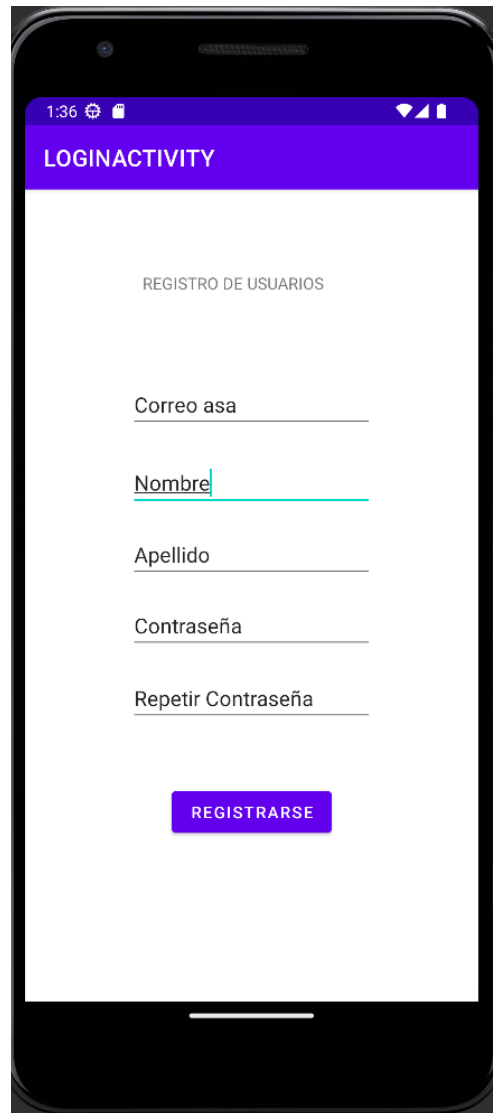 1:36
LOGINACTIVITY
REGISTRO DE USUARIOS
Correo asa
Nombre
Apellido
Contraseña
Repetir Contraseña
REGISTRARSE